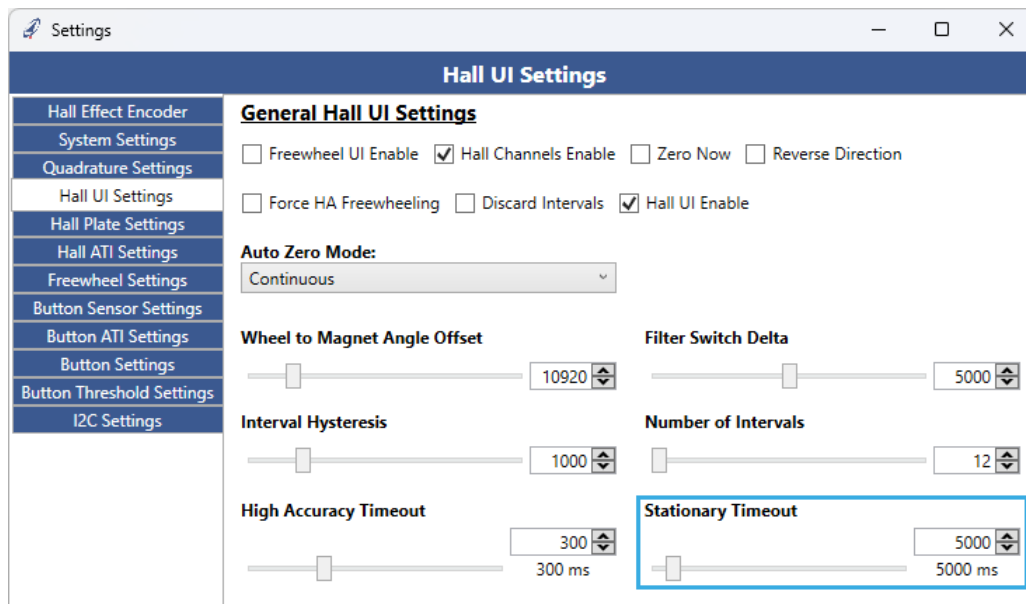 Settings
Hall UI Settings
Hall Effect Encoder
System Settings
Quadrature Settings
Hall UI Settings
Hall Plate Settings
Hall ATI Settings
Freewheel Settings
Button Sensor Settings
Button ATI Settings
Button Settings
Button Threshold Settings
I2C Settings
General Hall UI Settings
Freewheel UI Enable Hall Channels Enable Zero Now Reverse Direction
Force HA Freewheeling Discard Intervals Hall UI Enable
Auto Zero Mode:
Continuous
Wheel to Magnet Angle Offset
10920
Filter Switch Delta
5000
Interval Hysteresis
1000
Number of Intervals
12
High Accuracy Timeout
300
300 ms
Stationary Timeout
5000
5000 ms